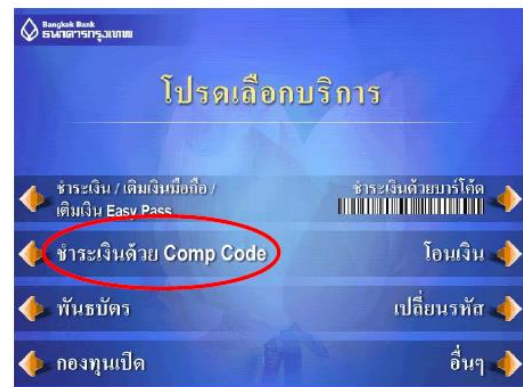 Bangkok Bank
ธนาคารกรุงเทพ
โปรดเลือกบริการ
ชำระเงิน / เติมเงินมือถือ /
เติมเงิน Easy Pass
ชำระเงินด้วยบาร์โค้ด
ชำระเงินด้วย Comp Code
โอนเงิน
พันธบัตร
เปลี่ยนรหัส
กองทุนเปิด
อื่นๆ